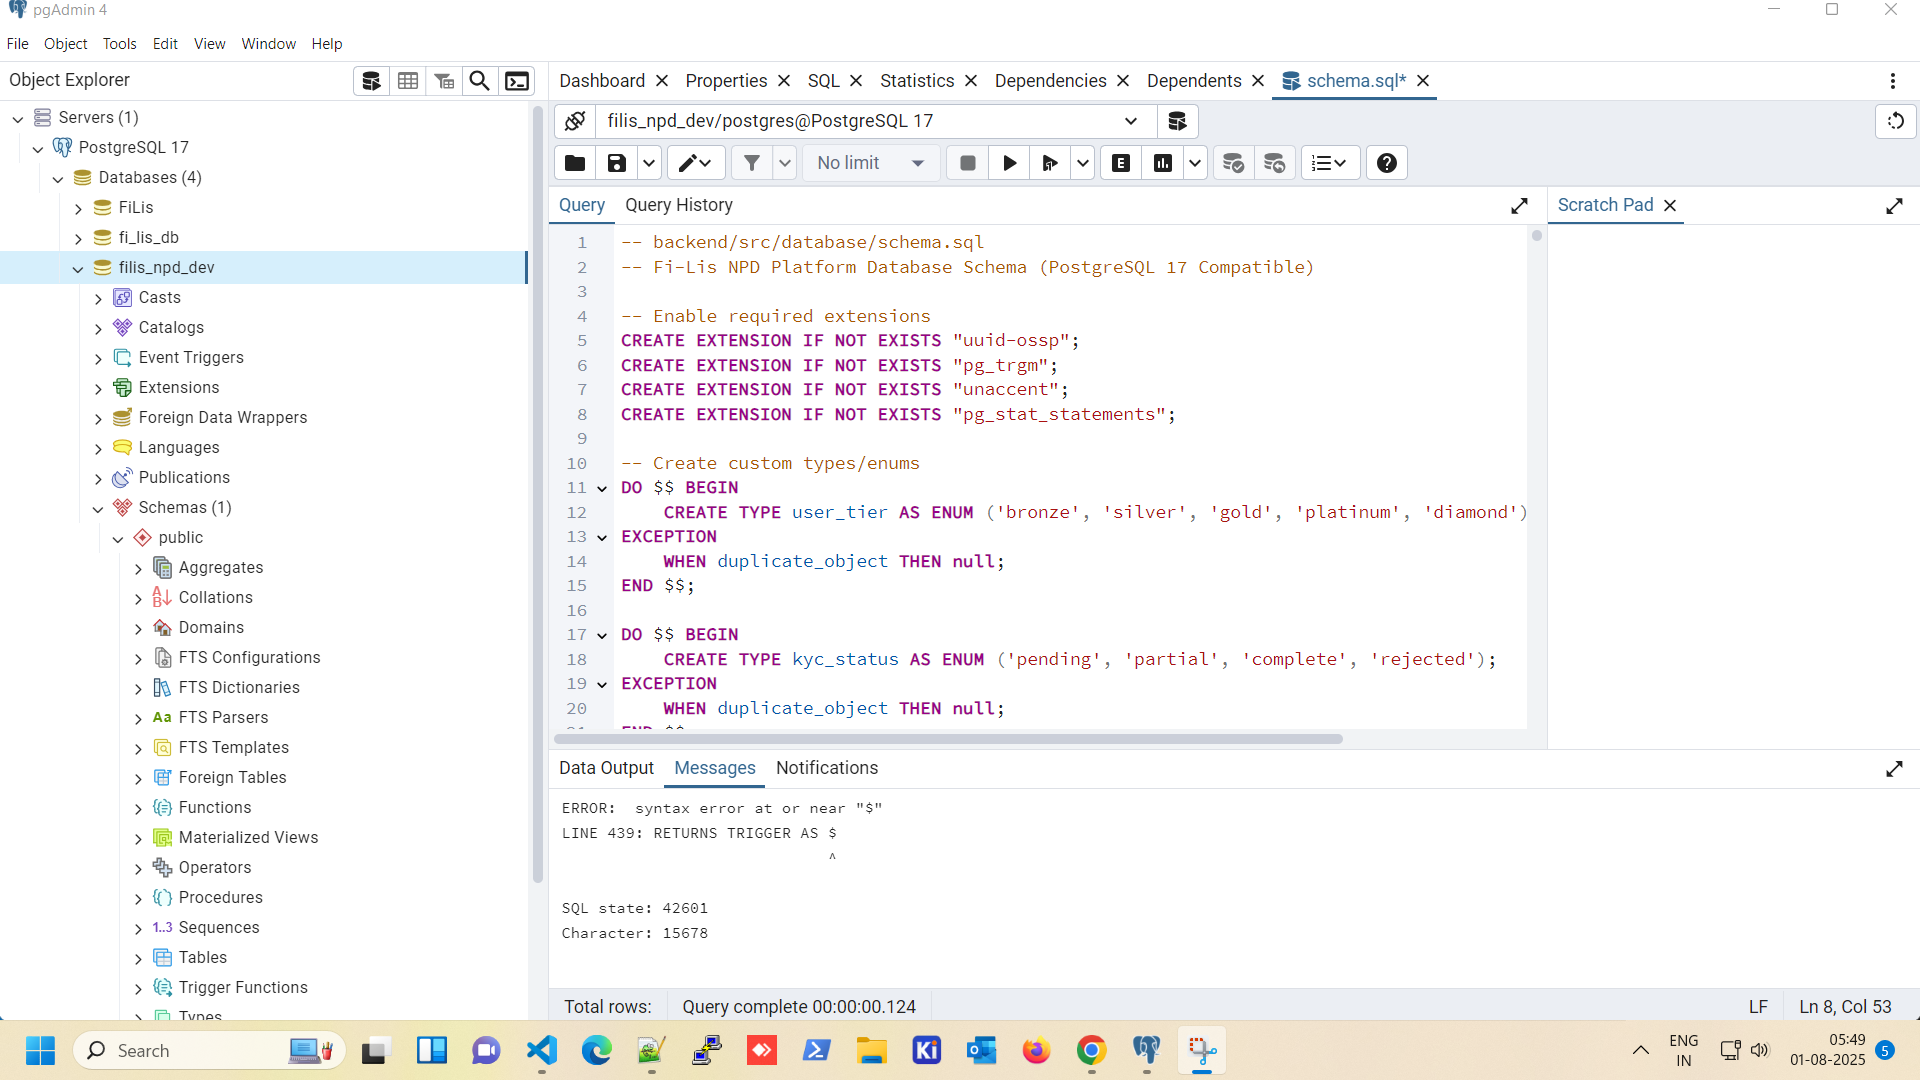 pgAdmin 4
File Object Tools Edit View Window Help
Object Explorer
Servers (1)
PostgreSQL 17
Databases (4)
FiLis
fi_lis_db
filis_npd_dev
Casts
Catalogs
Event Triggers
Extensions
Foreign Data Wrappers
Languages
Publications
Schemas (1)
public
Aggregates
Collations
Domains
FTS Configurations
FTS Dictionaries
Aa FTS Parsers
FTS Templates
Foreign Tables
Functions
Materialized Views
Operators
Procedures
1..3 Sequences
Tables
Trigger Functions
Types
Dashboard Properties SQL Statistics Dependencies Dependents schema.sql*
filis_npd_dev/postgres@PostgreSQL 17
No limit E
Query Query History
Scratch Pad
1 -- backend/src/database/schema.sql
2 -- Fi-Lis NPD Platform Database Schema (PostgreSQL 17 Compatible)
3
4 -- Enable required extensions
5 CREATE EXTENSION IF NOT EXISTS "uuid-ossp";
6 CREATE EXTENSION IF NOT EXISTS "pg_trgm";
7 CREATE EXTENSION IF NOT EXISTS "unaccent";
8 CREATE EXTENSION IF NOT EXISTS "pg_stat_statements";
9
10 -- Create custom types/enums
11 DO $$ BEGIN
12 CREATE TYPE user_tier AS ENUM ('bronze', 'silver', 'gold', 'platinum', 'diamond')
13 EXCEPTION
14 WHEN duplicate_object THEN null;
15 END $$;
16
17 DO $$ BEGIN
18 CREATE TYPE kyc_status AS ENUM ('pending', 'partial', 'complete', 'rejected');
19 EXCEPTION
20 WHEN duplicate_object THEN null;
Data Output Messages Notifications
ERROR: syntax error at or near "$"
LINE 439: RETURNS TRIGGER AS $
^
SQL state: 42601
Character: 15678
Total rows: Query complete 00:00:00.124 LF Ln 8, Col 53
Search
Ki
ENG
IN
05:49
01-08-2025
5